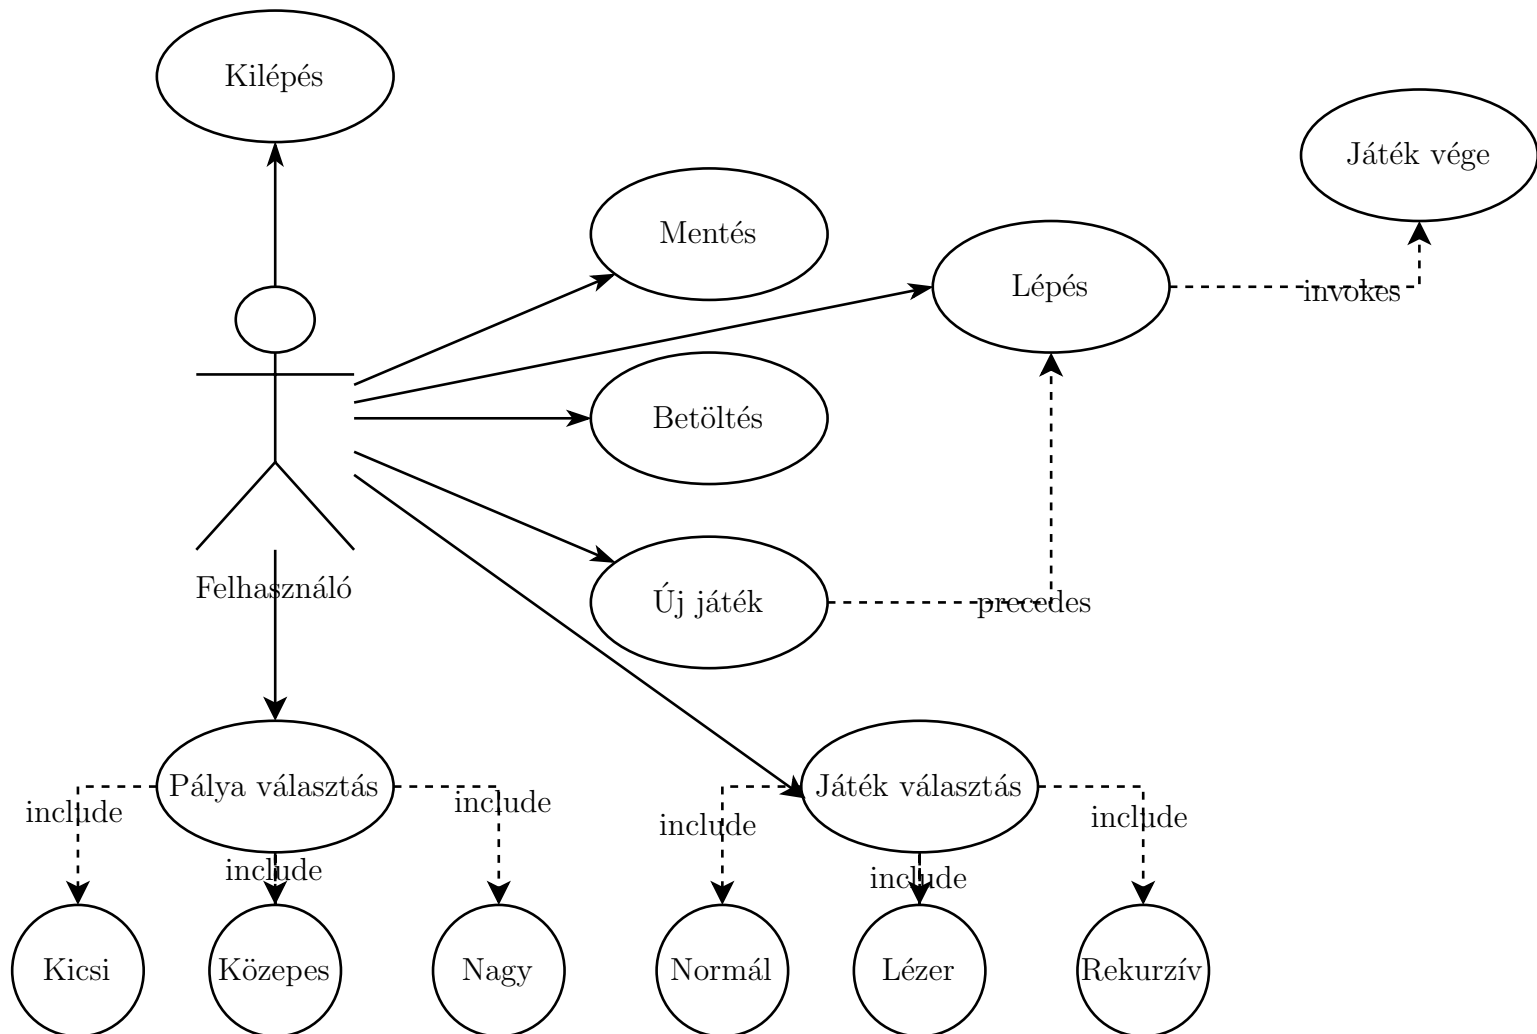 Kilépés
Játék vége
Mentés
Lépés
invokes
Betöltés
Felhasználó
Új játék
precedes
Pálya választás
Játék választás
include
include
include
include
include
include
Kicsi
Közepes
Nagy
Normál
Lézer
Rekurzív